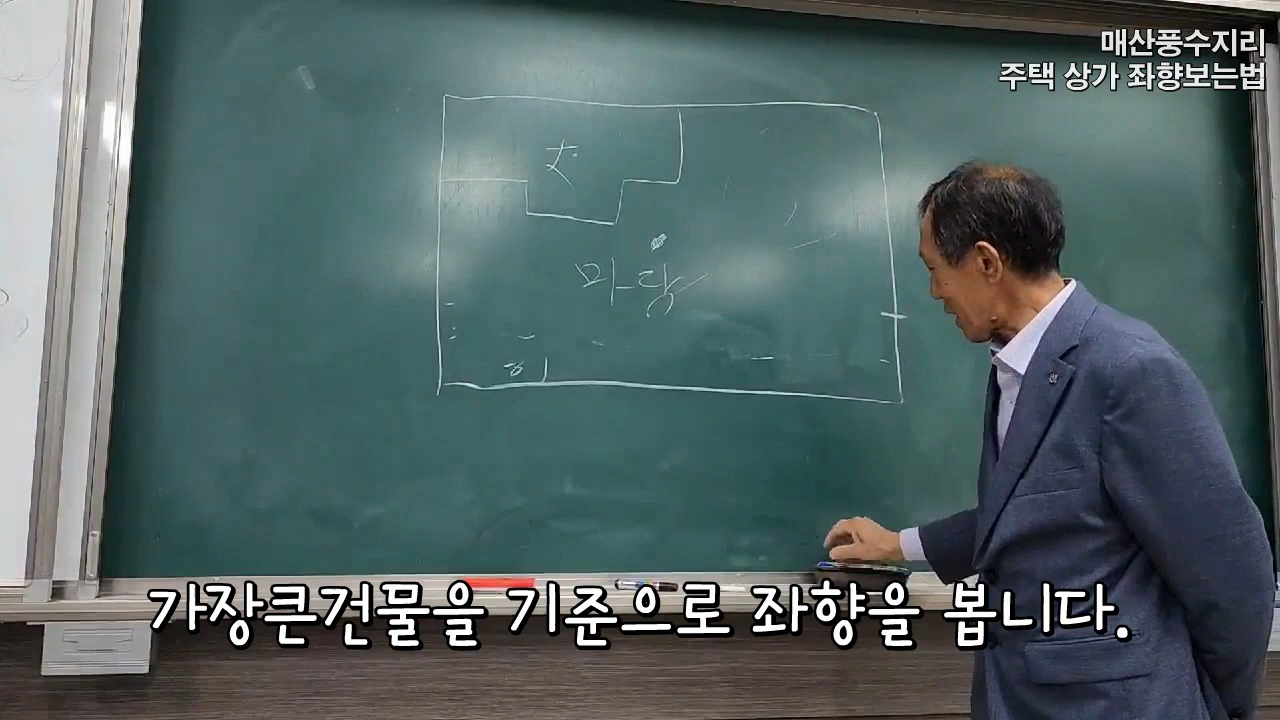 매산풍수지리
주택 상가 좌향보는법
마당
가장큰건물을 기준으로 좌향을 봅니다.